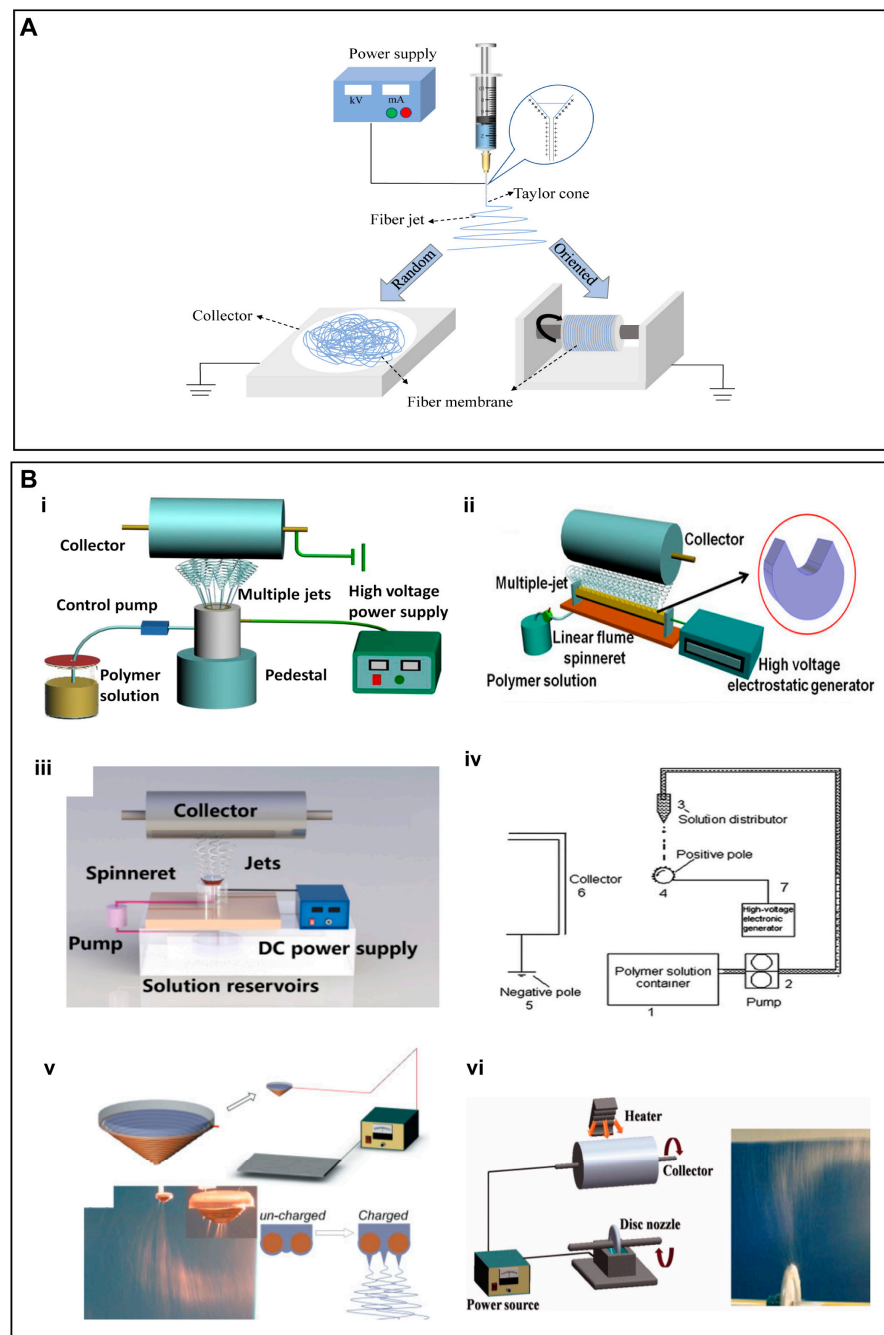 A
Power supply
kV
mA
Taylor cone
Fiber jet
Random
Oriented
Collector
Fiber membrane
B
i
Collector
Control pump
Multiple jets
High voltage
power supply
Polymer
solution
Pedestal
ii
Collector
Multiple-jet
Linear flume
spinneret
Polymer solution
High voltage
electrostatic generator
iii
Collector
Spinneret
Jets
Pump
DC power supply
Solution reservoirs
iv
3
Solution distributor
Positive pole
4
7
Collector
6
High-voltage
electronic
generator
Polymer solution
container
1
2
Pump
Negative pole
5
v
un-charged
Charged
vi
Heater
Collector
Disc nozzle
Power source